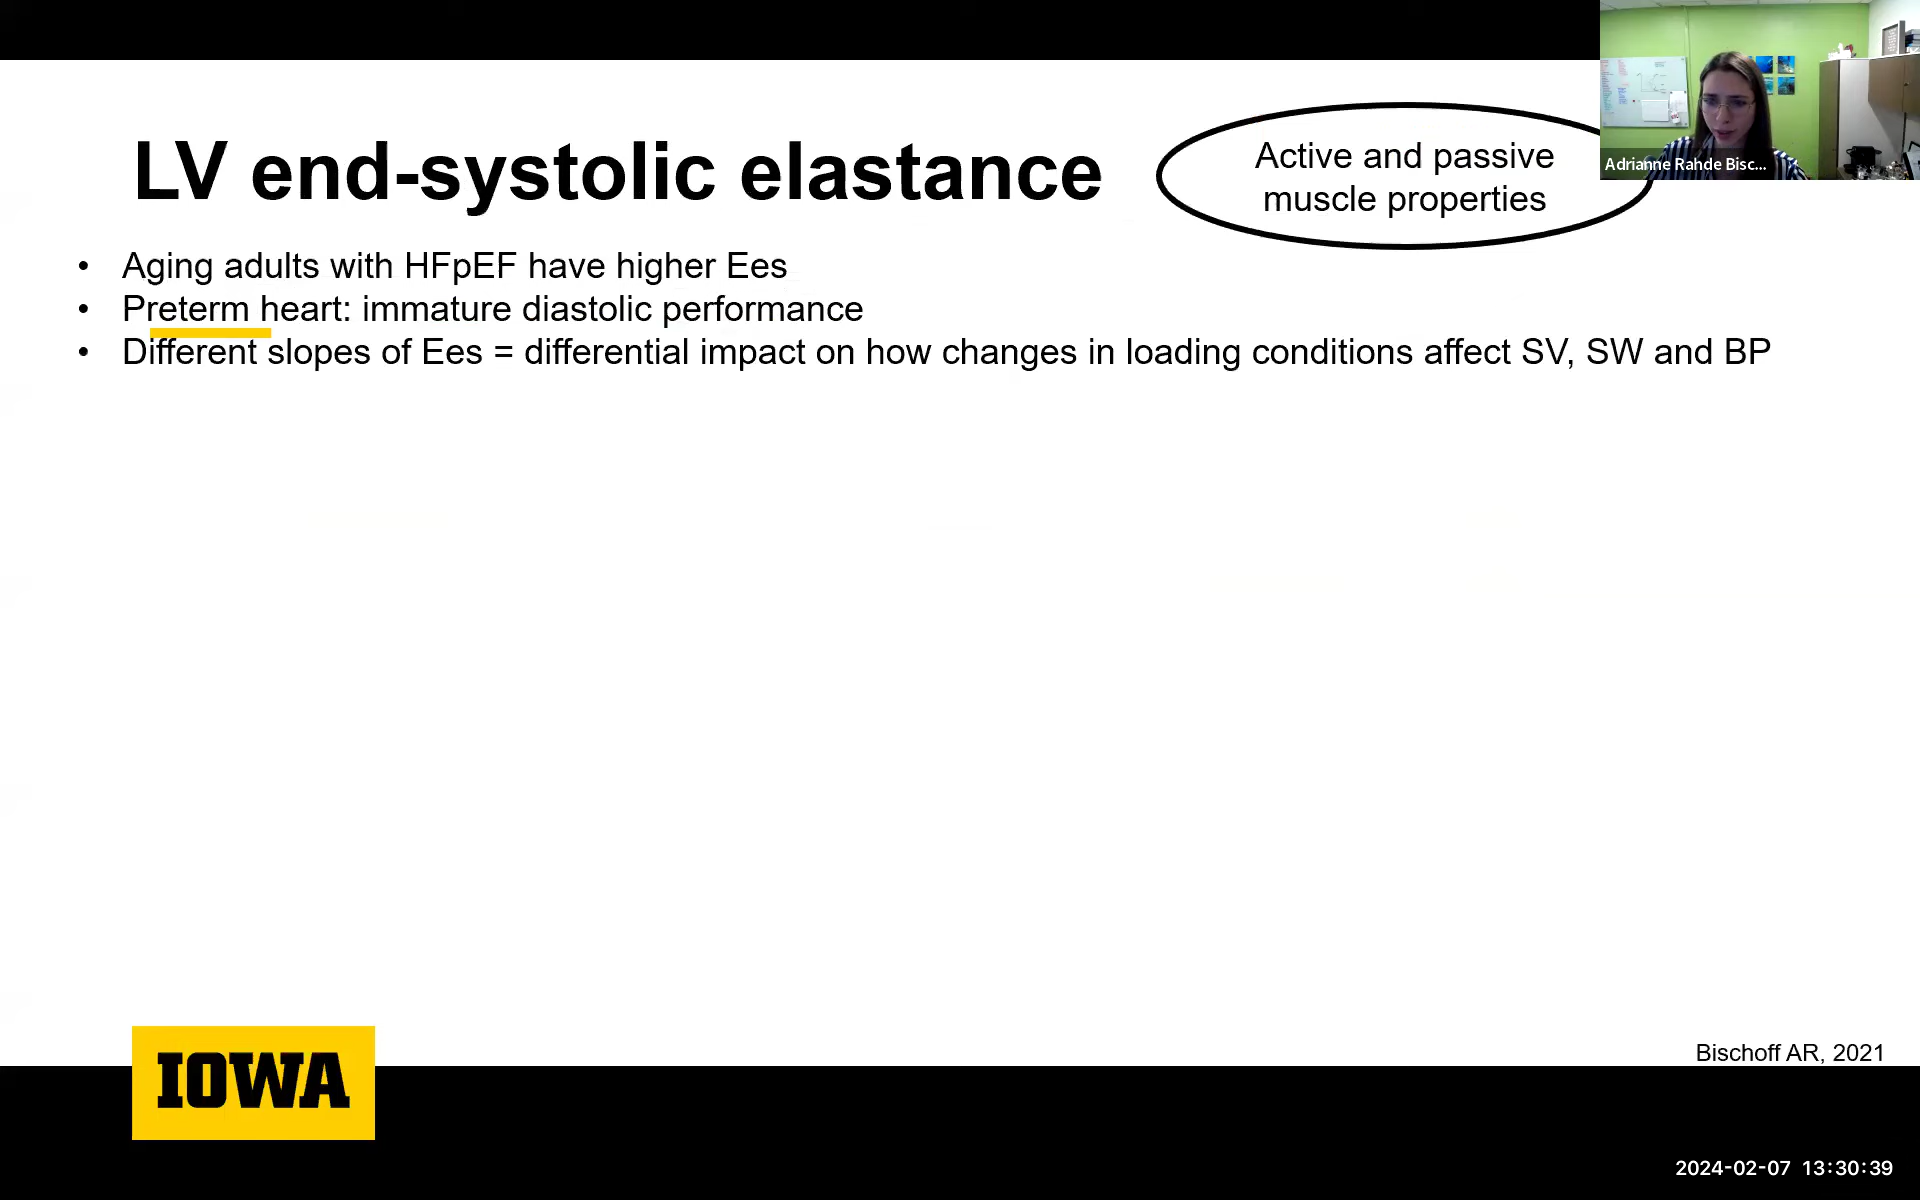 LV end-systolic elastance
Active and passive
muscle properties
Adrianne Rahde Bisc...
• Aging adults with HFpEF have higher Ees
• Preterm heart: immature diastolic performance
• Different slopes of Ees = differential impact on how changes in loading conditions affect SV, SW and BP
Bischoff AR, 2021
IOWA
2024-02-07 13:30:39